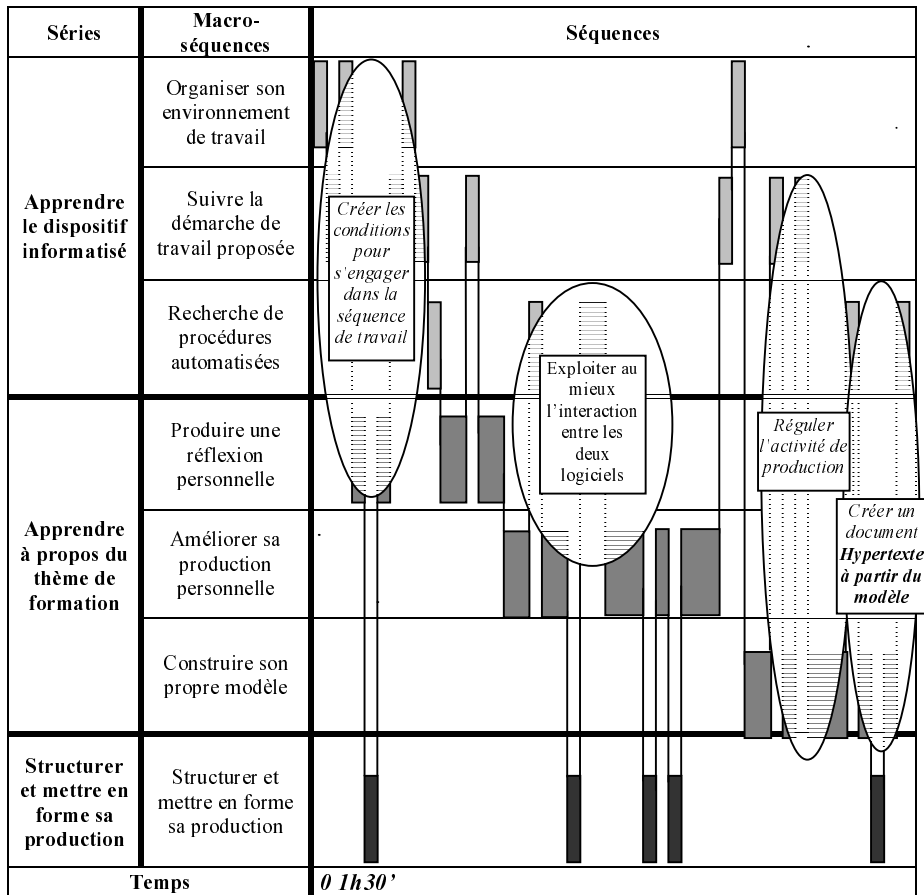 Séries
Macro-
séquences
Séquences
Apprendre
le dispositif
informatisé
Organiser son
environnement
de travail
Suivre la
démarche de
travail proposée
Recherche de
procédures
automatisées
Créer les
conditions
pour
s'engager
dans la
séquence
de travail
Exploiter au
mieux
l'interaction
entre les
deux
logiciels
Réguler
l'activité de
production
Créer un
document
Hypertexte
à partir du
modèle
Apprendre
à propos du
thème de
formation
Produire une
réflexion
personnelle
Améliorer sa
production
personnelle
Construire son
propre modèle
Structurer
et mettre en
forme sa
production
Structurer et
mettre en forme
sa production
Temps
0 1h30’